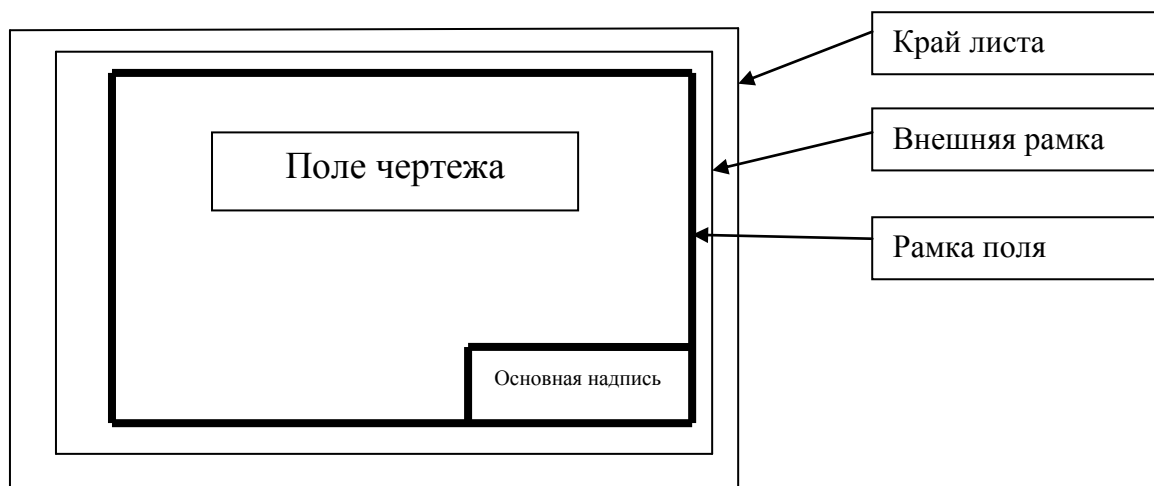 Край листа
Внешняя рамка
Поле чертежа
Рамка поля
Основная надпись